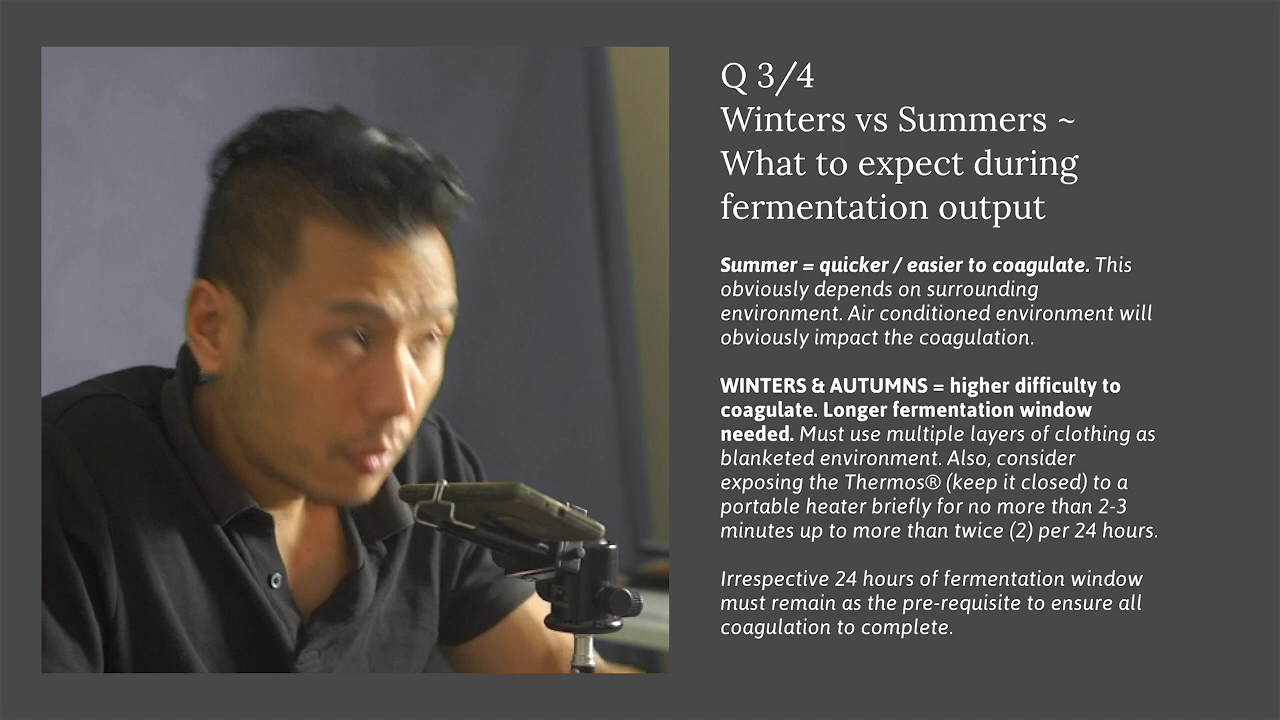 Q 3/4
Winters vs Summers ~
What to expect during
fermentation output
Summer = quicker / easier to coagulate. This
obviously depends on surrounding
environment. Air conditioned environment will
obviously impact the coagulation.
WINTERS & AUTUMNS = higher difficulty to
coagulate. Longer fermentation window
needed. Must use multiple layers of clothing as
blanketed environment. Also, consider
exposing the Thermos® (keep it closed) to a
portable heater briefly for no more than 2-3
minutes up to more than twice (2) per 24 hours.
Irrespective 24 hours of fermentation window
must remain as the pre-requisite to ensure all
coagulation to complete.